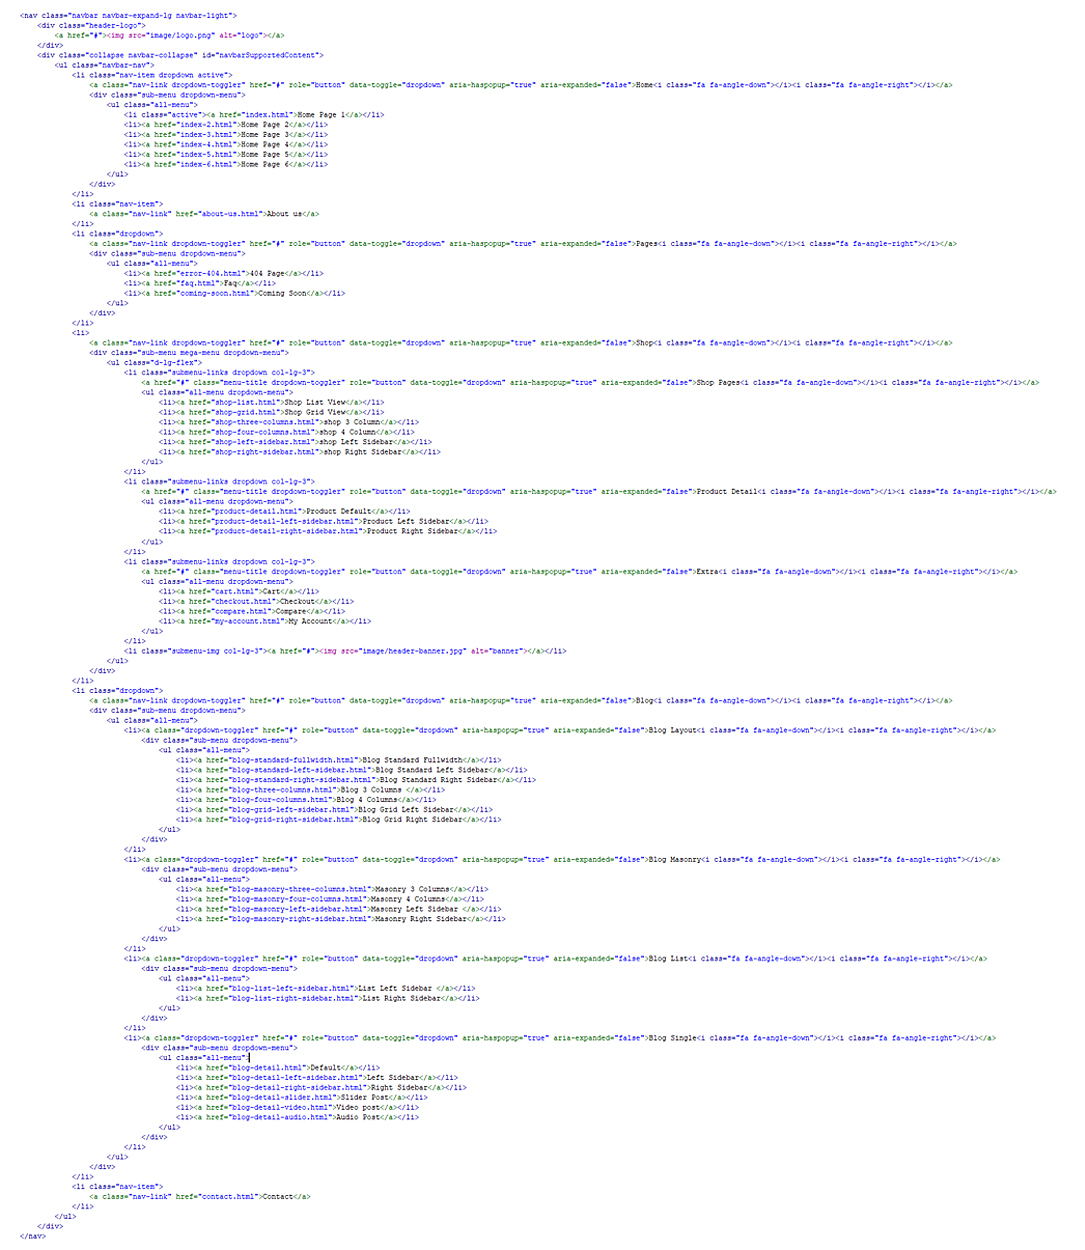 <nav class="navbar navbar-expand-lg navbar-light">
<div class="header-logo">
<a href="#"><img src="image/logo.png" alt="logo"></a>
</div>
<div class="collapse navbar-collapse" id="navbarSupportedContent">
<ul class="navbar-nav">
<li class="nav-item dropdown active">
<a class="nav-link dropdown-toggler" href="#" role="button" data-toggle="dropdown" aria-haspopup="true" aria-expanded="false">Home<i class="fa fa-angle-down"></i><i class="fa fa-angle-right"></i></a>
<div class="sub-menu dropdown-menu">
<ul class="all-menu">
<li class="active"><a href="index.html">Home Page 1</a></li>
<li><a href="index-2.html">Home Page 2</a></li>
<li><a href="index-3.html">Home Page 3</a></li>
<li><a href="index-4.html">Home Page 4</a></li>
<li><a href="index-5.html">Home Page 5</a></li>
<li><a href="index-6.html">Home Page 6</a></li>
</ul>
</div>
</li>
<li class="nav-item">
<a class="nav-link" href="about-us.html">About us</a>
</li>
<li class="dropdown">
<a class="nav-link dropdown-toggler" href="#" role="button" data-toggle="dropdown" aria-haspopup="true" aria-expanded="false">Pages<i class="fa fa-angle-down"></i><i class="fa fa-angle-right"></i></a>
<div class="sub-menu dropdown-menu">
<ul class="all-menu">
<li><a href="error-404.html">404 Page</a></li>
<li><a href="faq.html">Faq</a></li>
<li><a href="coming-soon.html">Coming Soon</a></li>
</ul>
</div>
</li>
<li>
<a class="nav-link dropdown-toggler" href="#" role="button" data-toggle="dropdown" aria-haspopup="true" aria-expanded="false">Shop<i class="fa fa-angle-down"></i><i class="fa fa-angle-right"></i></a>
<div class="sub-menu mega-menu dropdown-menu">
<ul class="d-lg-flex">
<li class="submenu-links dropdown col-lg-3">
<a href="#" class="menu-title dropdown-toggler" role="button" data-toggle="dropdown" aria-haspopup="true" aria-expanded="false">Shop Pages<i class="fa fa-angle-down"></i><i class="fa fa-angle-right"></i></a>
<ul class="all-menu dropdown-menu">
<li><a href="shop-list.html">Shop List View</a></li>
<li><a href="shop-grid.html">Shop Grid View</a></li>
<li><a href="shop-three-columns.html">shop 3 Column</a></li>
<li><a href="shop-four-columns.html">shop 4 Column</a></li>
<li><a href="shop-left-sidebar.html">shop Left Sidebar</a></li>
<li><a href="shop-right-sidebar.html">shop Right Sidebar</a></li>
</ul>
</li>
<li class="submenu-links dropdown col-lg-3">
<a href="#" class="menu-title dropdown-toggler" role="button" data-toggle="dropdown" aria-haspopup="true" aria-expanded="false">Product Detail<i class="fa fa-angle-down"></i><i class="fa fa-angle-right"></i></a>
<ul class="all-menu dropdown-menu">
<li><a href="product-detail.html">Product Default</a></li>
<li><a href="product-detail-left-sidebar.html">Product Left Sidebar</a></li>
<li><a href="product-detail-right-sidebar.html">Product Right Sidebar</a></li>
</ul>
</li>
<li class="submenu-links dropdown col-lg-3">
<a href="#" class="menu-title dropdown-toggler" role="button" data-toggle="dropdown" aria-haspopup="true" aria-expanded="false">Extra<i class="fa fa-angle-down"></i><i class="fa fa-angle-right"></i></a>
<ul class="all-menu dropdown-menu">
<li><a href="cart.html">Cart</a></li>
<li><a href="checkout.html">Checkout</a></li>
<li><a href="compare.html">Compare</a></li>
<li><a href="my-account.html">My Account</a></li>
</ul>
</li>
<li class="submenu-img col-lg-3"><a href="#"><img src="image/header-banner.jpg" alt="banner"></a></li>
</ul>
</div>
</li>
<li class="dropdown">
<a class="nav-link dropdown-toggler" href="#" role="button" data-toggle="dropdown" aria-haspopup="true" aria-expanded="false">Blog<i class="fa fa-angle-down"></i><i class="fa fa-angle-right"></i></a>
<div class="sub-menu dropdown-menu">
<ul class="all-menu">
<li><a class="dropdown-toggler" href="#" role="button" data-toggle="dropdown" aria-haspopup="true" aria-expanded="false">Blog Layout<i class="fa fa-angle-down"></i><i class="fa fa-angle-right"></i></a>
<div class="sub-menu dropdown-menu">
<ul class="all-menu">
<li><a href="blog-standard-fullwidth.html">Blog Standard Fullwidth</a></li>
<li><a href="blog-standard-left-sidebar.html">Blog Standard Left Sidebar</a></li>
<li><a href="blog-standard-right-sidebar.html">Blog Standard Right Sidebar</a></li>
<li><a href="blog-three-columns.html">Blog 3 Columns </a></li>
<li><a href="blog-four-columns.html">Blog 4 Columns</a></li>
<li><a href="blog-grid-left-sidebar.html">Blog Grid Left Sidebar</a></li>
<li><a href="blog-grid-right-sidebar.html">Blog Grid Right Sidebar</a></li>
</ul>
</div>
</li>
<li><a class="dropdown-toggler" href="#" role="button" data-toggle="dropdown" aria-haspopup="true" aria-expanded="false">Blog Masonry<i class="fa fa-angle-down"></i><i class="fa fa-angle-right"></i></a>
<div class="sub-menu dropdown-menu">
<ul class="all-menu">
<li><a href="blog-masonry-three-columns.html">Masonry 3 Columns</a></li>
<li><a href="blog-masonry-four-columns.html">Masonry 4 Columns</a></li>
<li><a href="blog-masonry-left-sidebar.html">Masonry Left Sidebar </a></li>
<li><a href="blog-masonry-right-sidebar.html">Masonry Right Sidebar</a></li>
</ul>
</div>
</li>
<li><a class="dropdown-toggler" href="#" role="button" data-toggle="dropdown" aria-haspopup="true" aria-expanded="false">Blog List<i class="fa fa-angle-down"></i><i class="fa fa-angle-right"></i></a>
<div class="sub-menu dropdown-menu">
<ul class="all-menu">
<li><a href="blog-list-left-sidebar.html">List Left Sidebar </a></li>
<li><a href="blog-list-right-sidebar.html">List Right Sidebar</a></li>
</ul>
</div>
</li>
<li><a class="dropdown-toggler" href="#" role="button" data-toggle="dropdown" aria-haspopup="true" aria-expanded="false">Blog Single<i class="fa fa-angle-down"></i><i class="fa fa-angle-right"></i></a>
<div class="sub-menu dropdown-menu">
<ul class="all-menu">
<li><a href="blog-detail.html">Default</a></li>
<li><a href="blog-detail-left-sidebar.html">Left Sidebar</a></li>
<li><a href="blog-detail-right-sidebar.html">Right Sidebar</a></li>
<li><a href="blog-detail-slider.html">Slider Post</a></li>
<li><a href="blog-detail-video.html">Video post</a></li>
<li><a href="blog-detail-audio.html">Audio Post</a></li>
</ul>
</div>
</li>
</ul>
</div>
</li>
<li class="nav-item">
<a class="nav-link" href="contact.html">Contact</a>
</li>
</ul>
</div>
</nav>